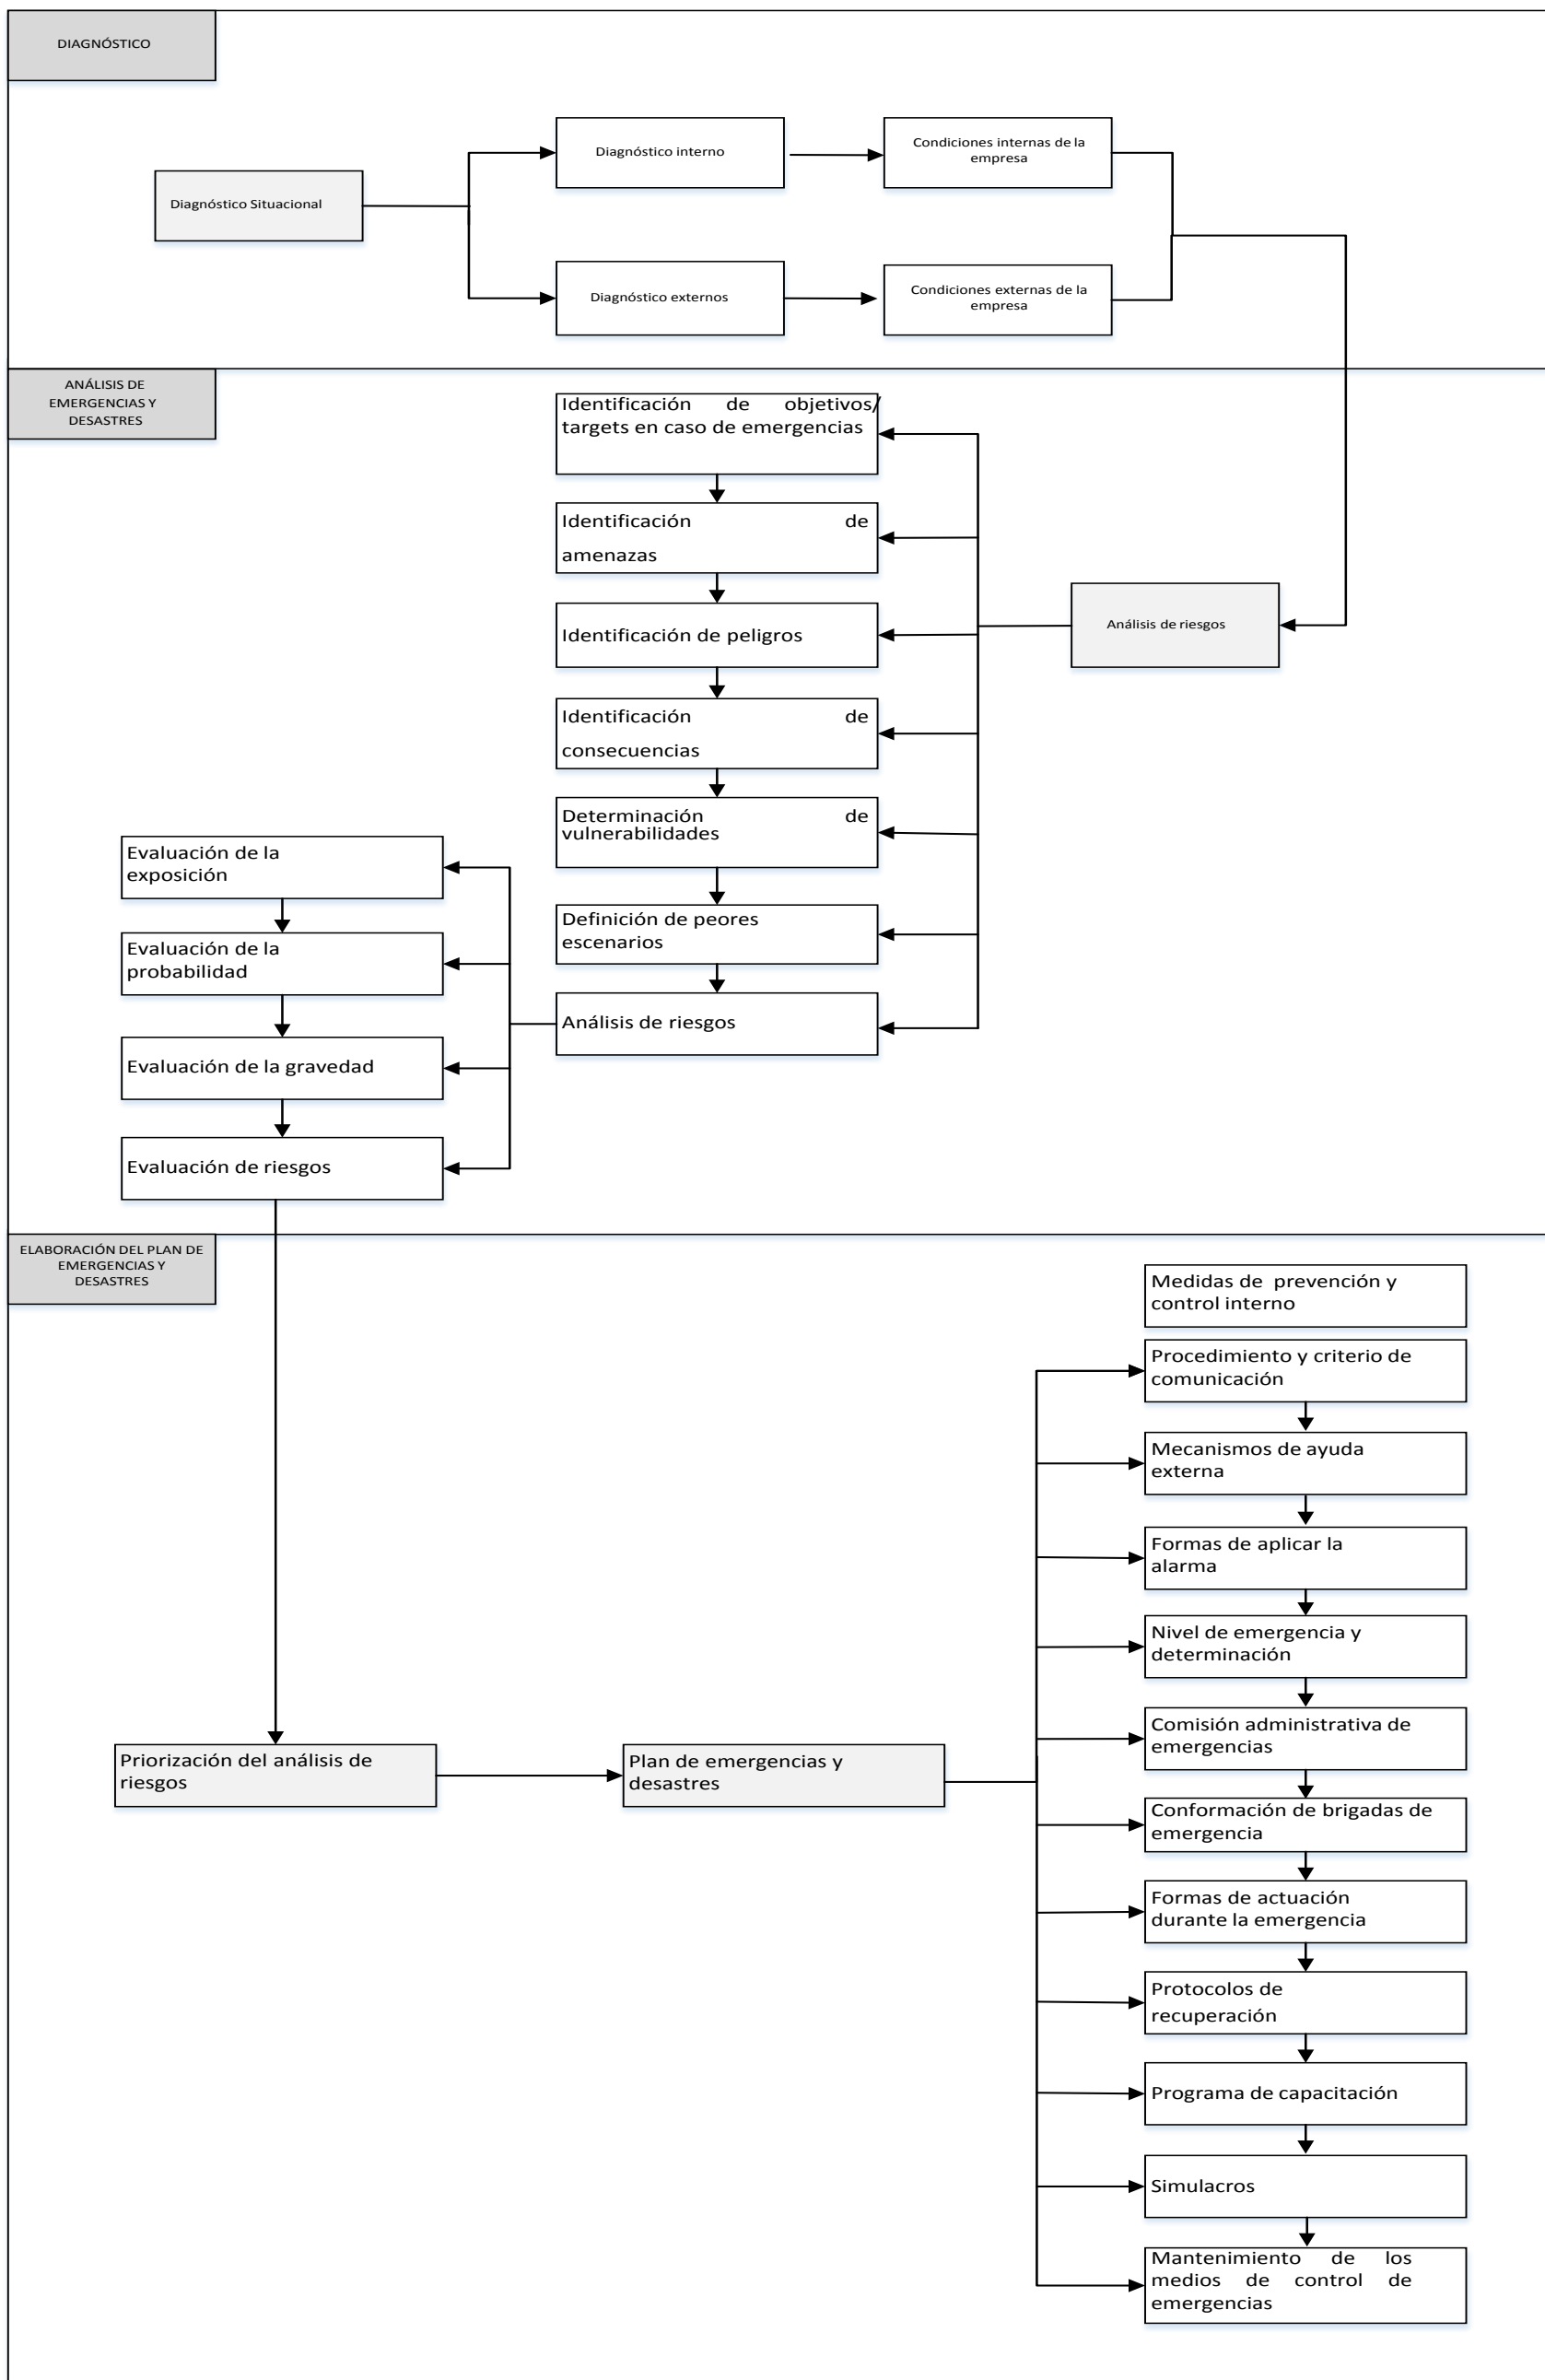 DIAGNÓSTICO
Diagnóstico interno
Condiciones internas de la
empresa
Diagnóstico Situacional
Diagnóstico externos
Condiciones externas de la
empresa
ANÁLISIS DE
EMERGENCIAS Y
DESASTRES
Identificación de objetivos/
targets en caso de emergencias
Identificación de
amenazas
Identificación de peligros
Análisis de riesgos
Identificación de
consecuencias
Determinación de
vulnerabilidades
Evaluación de la
exposición
Definición de peores
escenarios
Evaluación de la
probabilidad
Análisis de riesgos
Evaluación de la gravedad
Evaluación de riesgos
ELABORACIÓN DEL PLAN DE
EMERGENCIAS Y
DESASTRES
Medidas de prevención y
control interno
Procedimiento y criterio de
comunicación
Mecanismos de ayuda
externa
Formas de aplicar la
alarma
Nivel de emergencia y
determinación
Comisión administrativa de
emergencias
Priorización del análisis de
riesgos
Plan de emergencias y
desastres
Conformación de brigadas de
emergencia
Formas de actuación
durante la emergencia
Protocolos de
recuperación
Programa de capacitación
Simulacros
Mantenimiento de los
medios de control de
emergencias